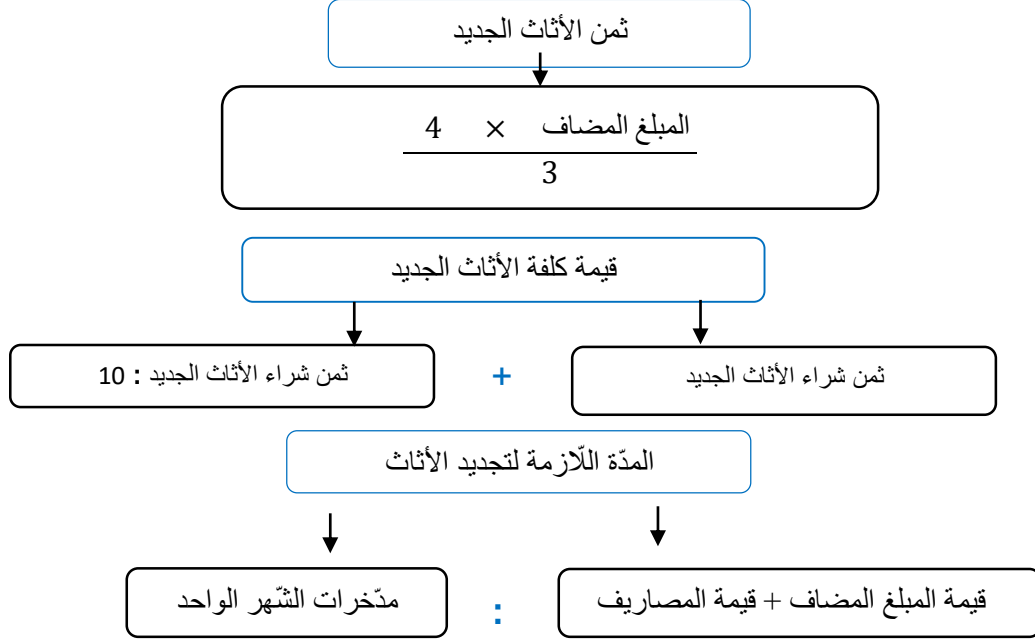 ثمن الأثاث الجديد
المبلغ المضاف × 4
3
قيمة كلفة الأثاث الجديد
ثمن شراء الأثاث الجديد + ثمن شراء الأثاث الجديد : 10
المدّة اللّازمة لتجديد الأثاث
قيمة المبلغ المضاف + قيمة المصاريف : مدّخرات الشّهر الواحد